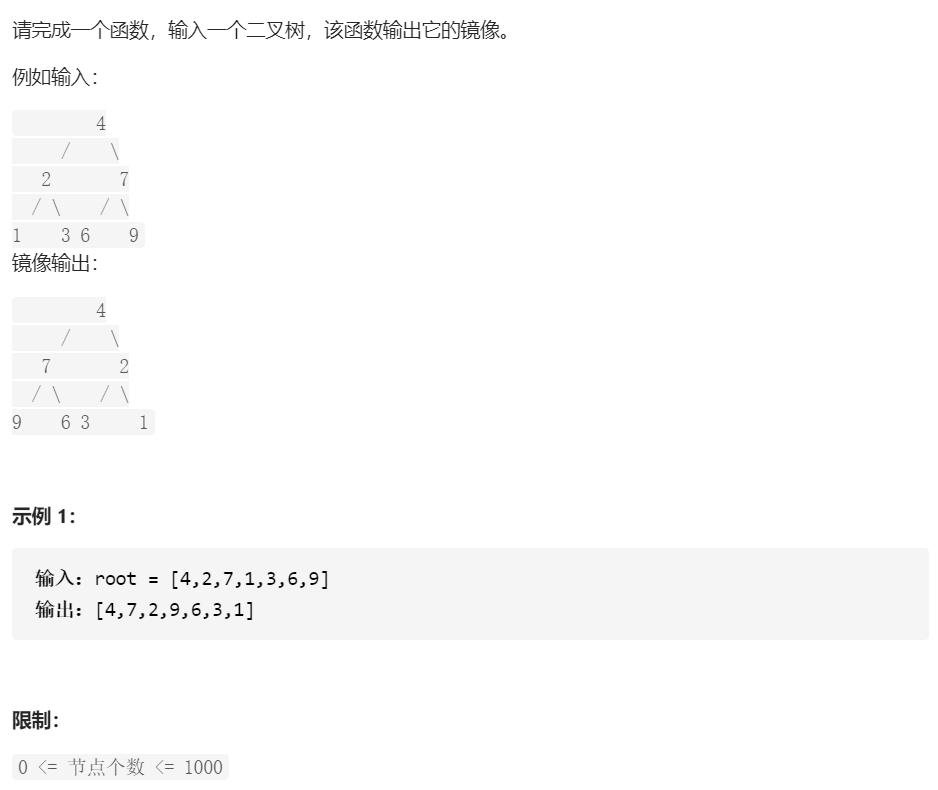 请完成一个函数，输入一个二叉树，该函数输出它的镜像。
例如输入：
     4
   /   \
  2     7
 / \   / \
1   3 6   9
镜像输出：
     4
   /   \
  7     2
 / \   / \
9   6 3   1
示例 1：
输入：root = [4,2,7,1,3,6,9]
输出：[4,7,2,9,6,3,1]
限制：
0 <= 节点个数 <= 1000